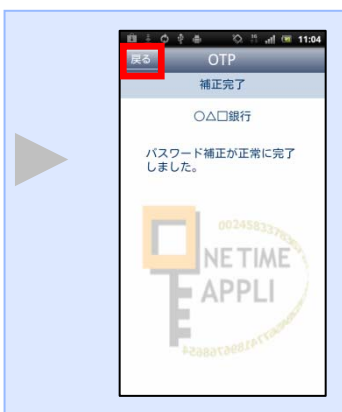 11:04
戻る
OTP
補正完了
○△□銀行
パスワード補正が正常に完了
しました。
NE TIME
APPLI